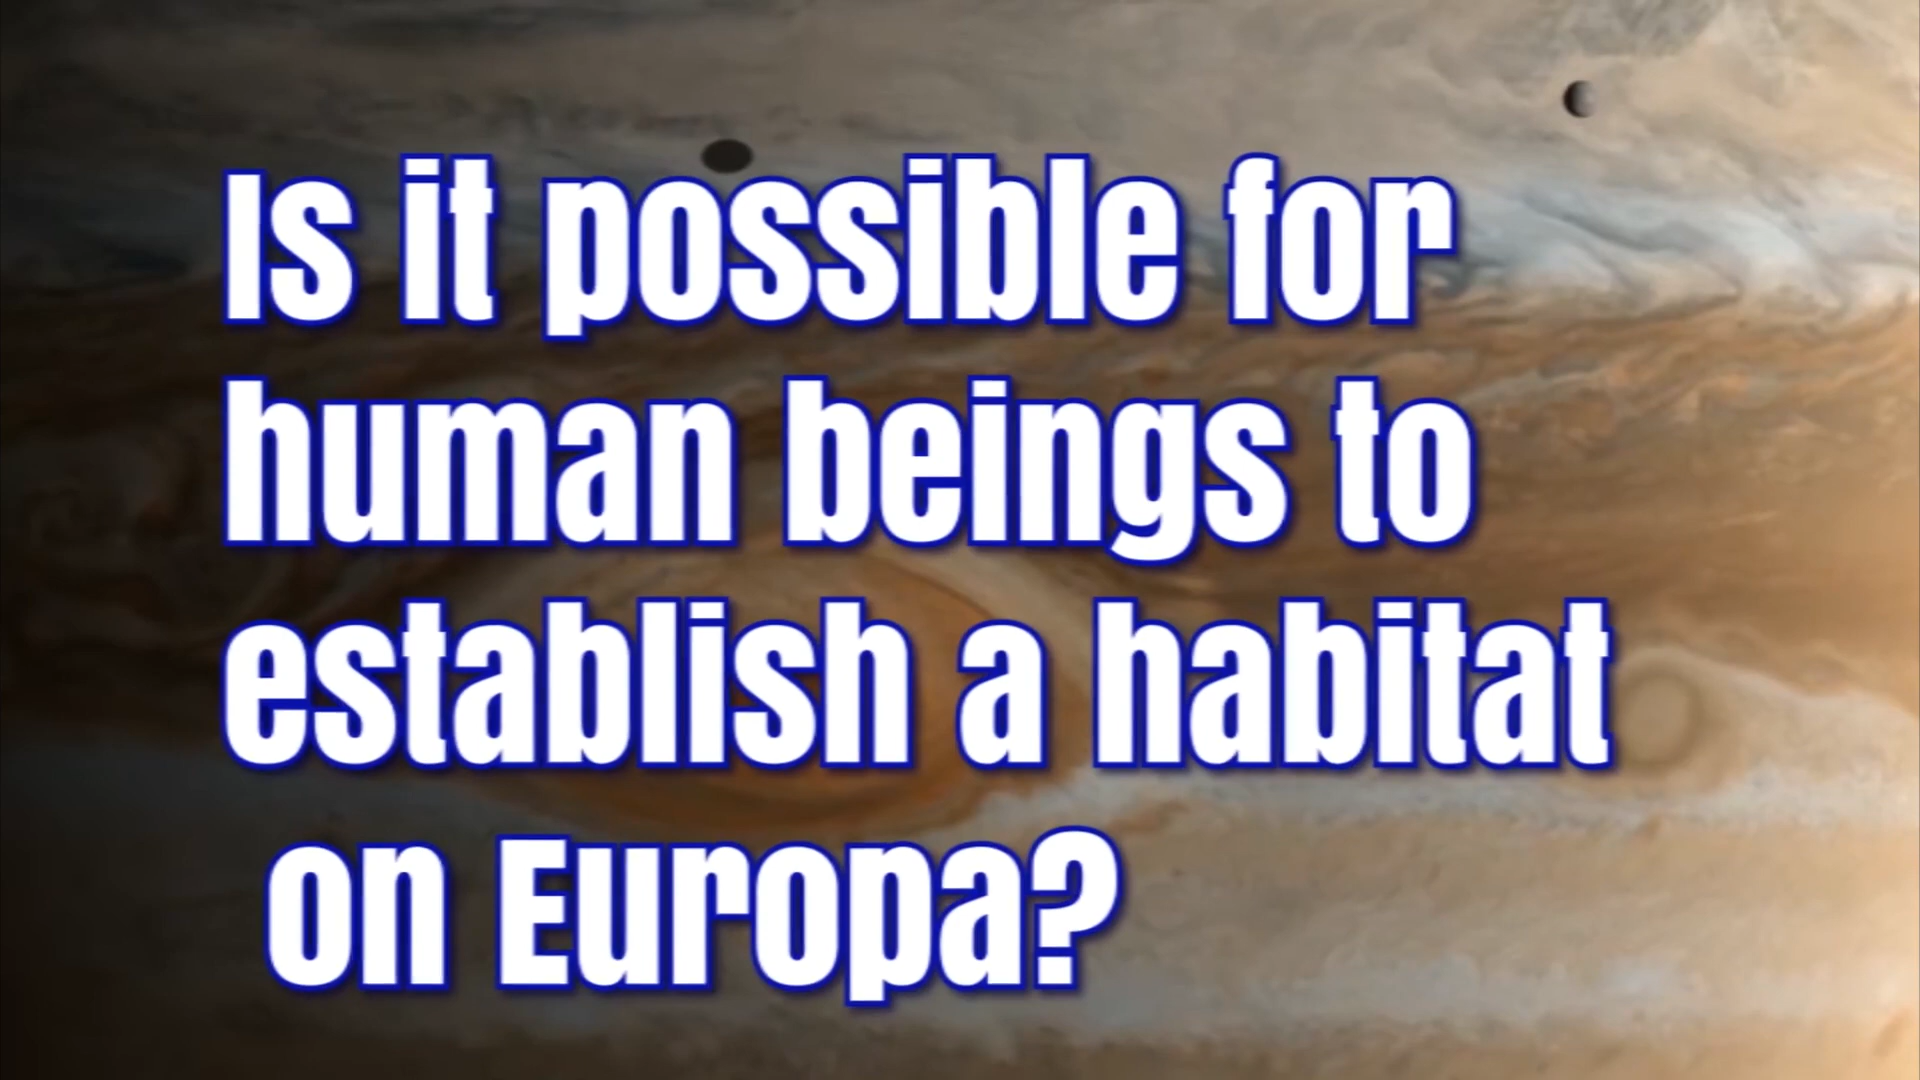 Is it possible for
human beings to
establish a habitat
on Europa?